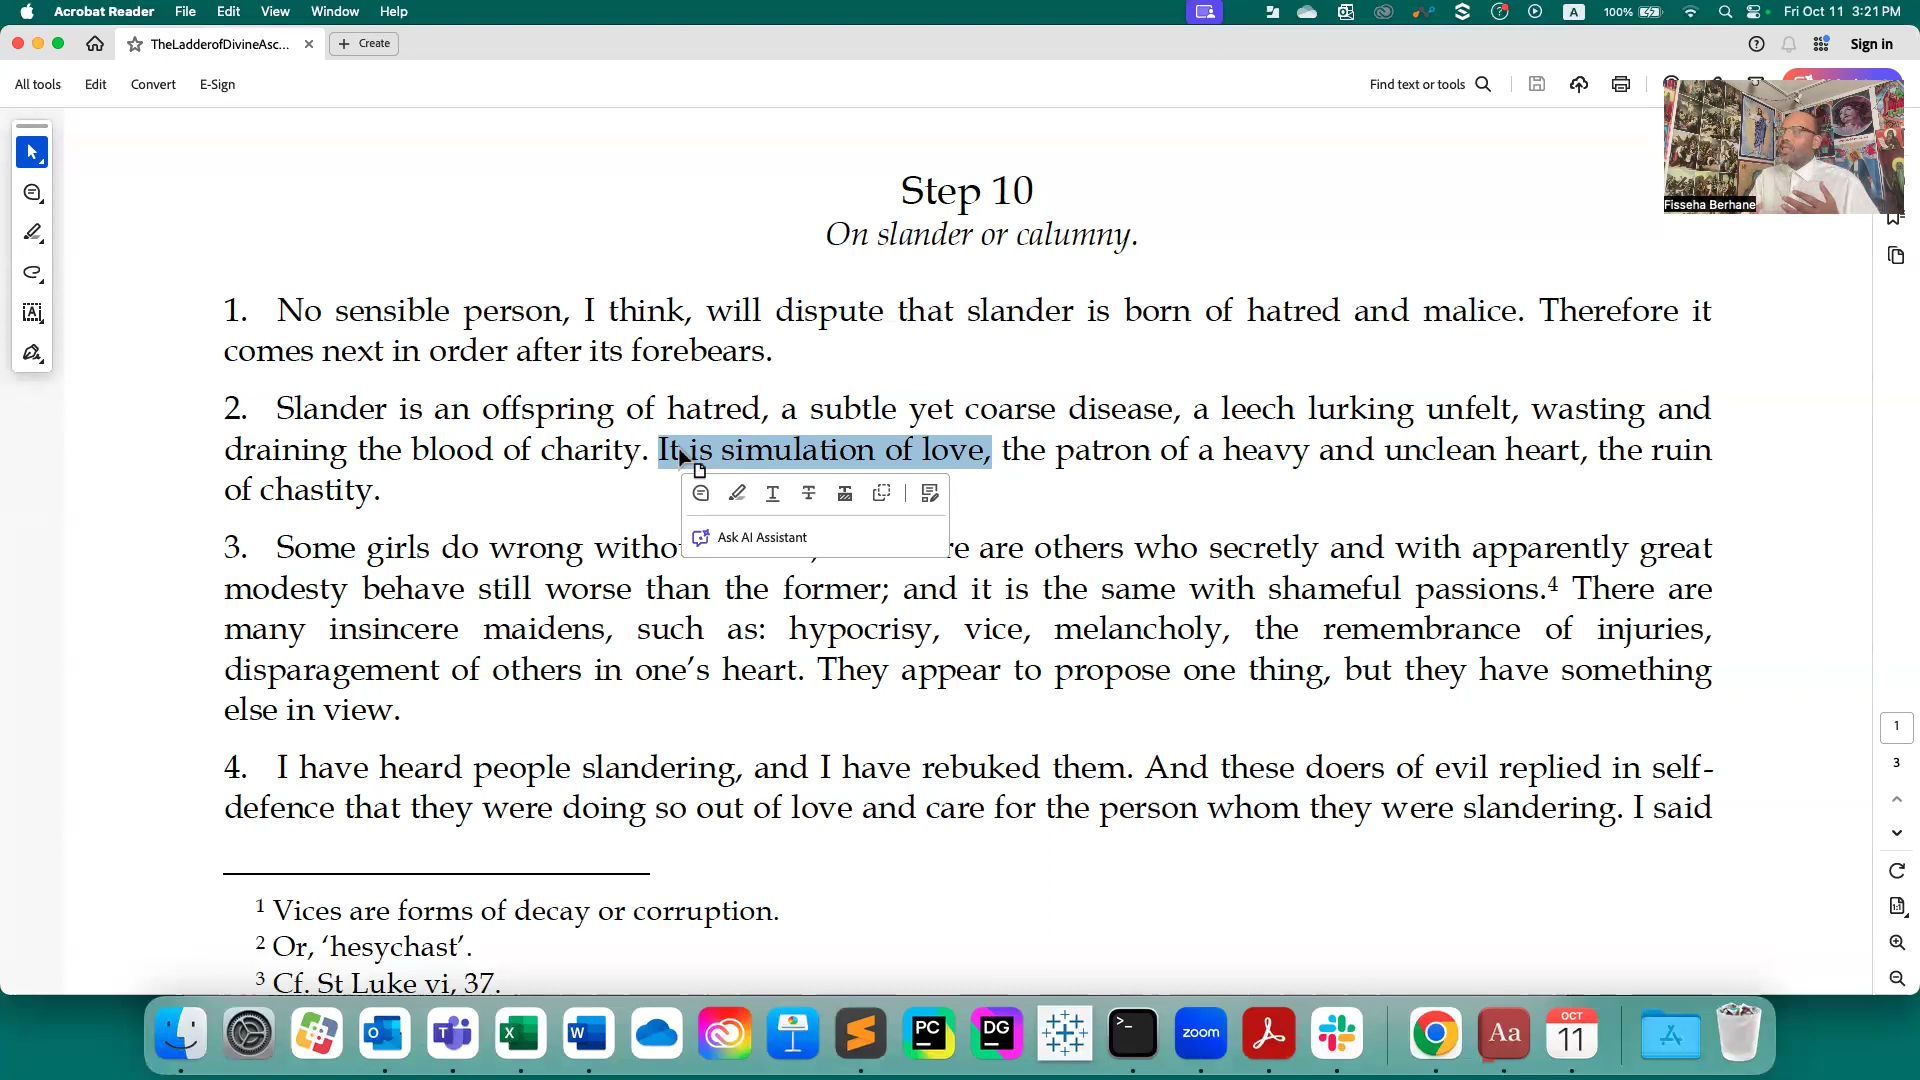 Acrobat Reader File Edit View Window Help
100% Fri Oct 11 3:21 PM
TheLadderofDivineAsc...
Create
Sign in
All tools Edit Convert E-Sign
Find text or tools
Fisseha Berhane
Step 10
On slander or calumny.
1. No sensible person, I think, will dispute that slander is born of hatred and malice. Therefore it
comes next in order after its forebears.
2. Slander is an offspring of hatred, a subtle yet coarse disease, a leech lurking unfelt, wasting and
draining the blood of charity. It is simulation of love, the patron of a heavy and unclean heart, the ruin
of chastity.
Ask AI Assistant
3. Some girls do wrong are others who secretly and with apparently great
modesty behave still worse than the former; and it is the same with shameful passions.⁴ There are
many insincere maidens, such as: hypocrisy, vice, melancholy, the remembrance of injuries,
disparagement of others in one's heart. They appear to propose one thing, but they have something
else in view.
4. I have heard people slandering, and I have rebuked them. And these doers of evil replied in self-
defence that they were doing so out of love and care for the person whom they were slandering. I said
¹ Vices are forms of decay or corruption.
² Or, ‘hesychast’.
³ Cf. St Luke vi, 37.
1
3
PC
DG
zoom
Aa
OCT
11